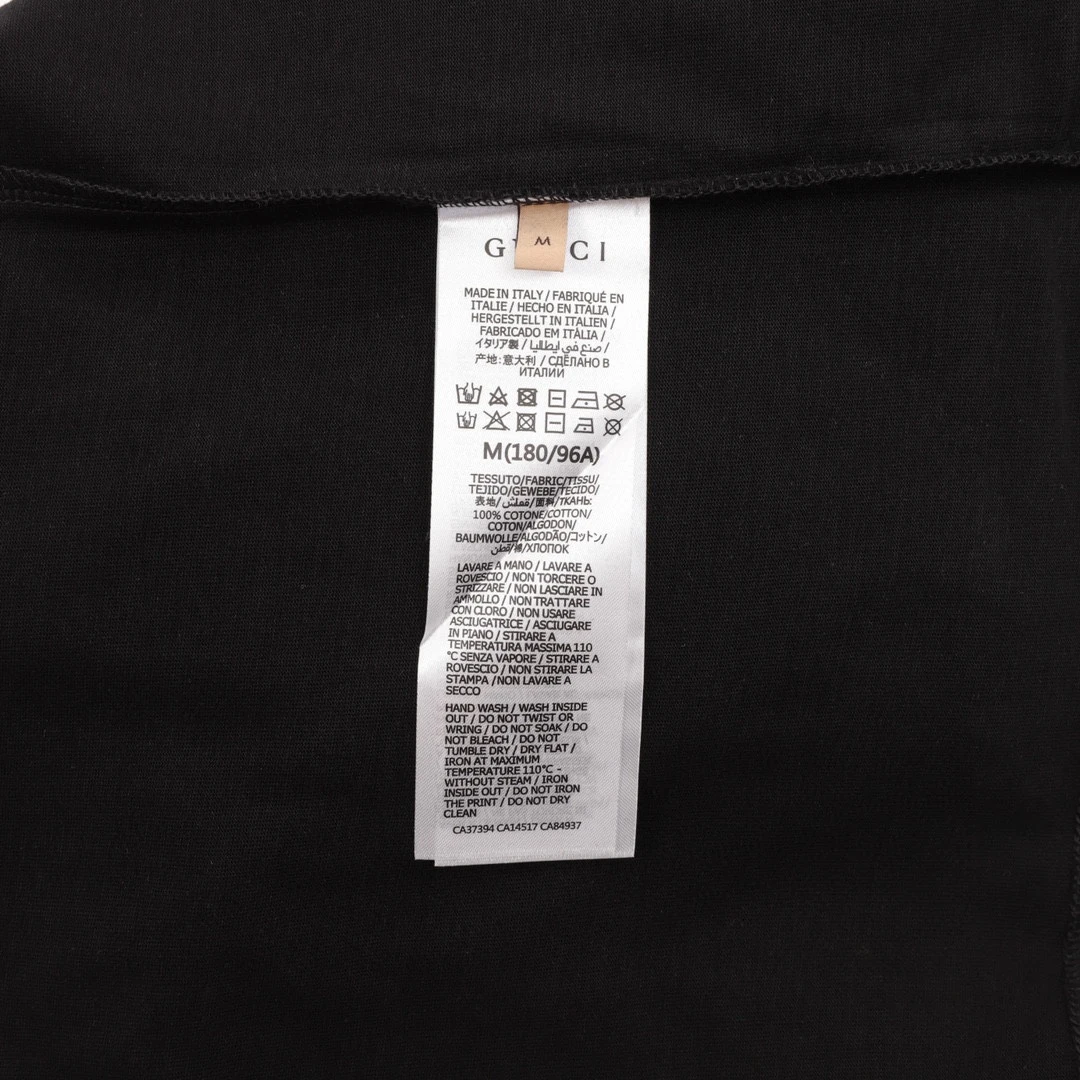 G CCI
M
MADE IN ITALY / FABRIQUÉ EN
ITALIE / HECHO EN ITALIA /
HERGESTELLT IN ITALIEN /
FABRICADO EM ITÀLIA /
イタリア製 / صنع في إيطاليا /
产地: 意大利 / СДЕЛАНО В
ИТАЛИИ
M(180/96A)
TESSUTO/FABRIC/TISSU/
TEJIDO/GEWEBE/TECIDO/
表地/قماش/面料/ТКАНЬ:
100% COTONE/COTTON/
COTON/ALGODON/
BAUMWOLLE/ALGODÃO/コットン/
قطن/棉/ХЛОПОК
LAVARE A MANO / LAVARE A
ROVESCIO / NON TORCERE O
STRIZZARE / NON LASCIARE IN
AMMOLLO / NON TRATTARE
CON CLORO / NON USARE
ASCIUGATRICE / ASCIUGARE
IN PIANO / STIRARE A
TEMPERATURA MASSIMA 110
°C SENZA VAPORE / STIRARE A
ROVESCIO / NON STIRARE LA
STAMPA /NON LAVARE A
SECCO
HAND WASH / WASH INSIDE
OUT / DO NOT TWIST OR
WRING / DO NOT SOAK / DO
NOT BLEACH / DO NOT
TUMBLE DRY / DRY FLAT /
IRON AT MAXIMUM
TEMPERATURE 110°C -
WITHOUT STEAM / IRON
INSIDE OUT / DO NOT IRON
THE PRINT / DO NOT DRY
CLEAN
CA37394 CA14517 CA84937